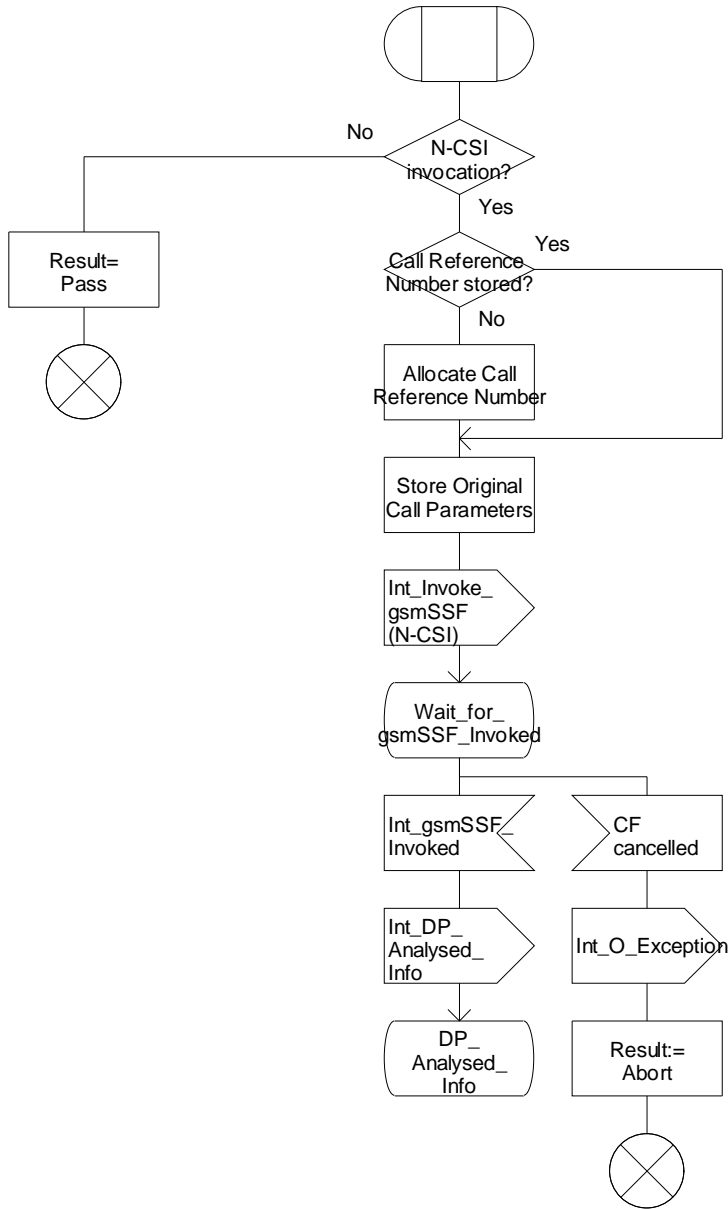 No
N-CSI
invocation?
Yes
Result=
Pass
Call Reference
Number stored?
Yes
No
Allocate Call
Reference Number
Store Original
Call Parameters
Int_Invoke_
gsmSSF
(N-CSI)
Wait_for_
gsmSSF_Invoked
Int_gsmSSF_
Invoked
CF
cancelled
Int_DP_
Analysed_
Info
Int_O_Exception
DP_
Analysed_
Info
Result:=
Abort